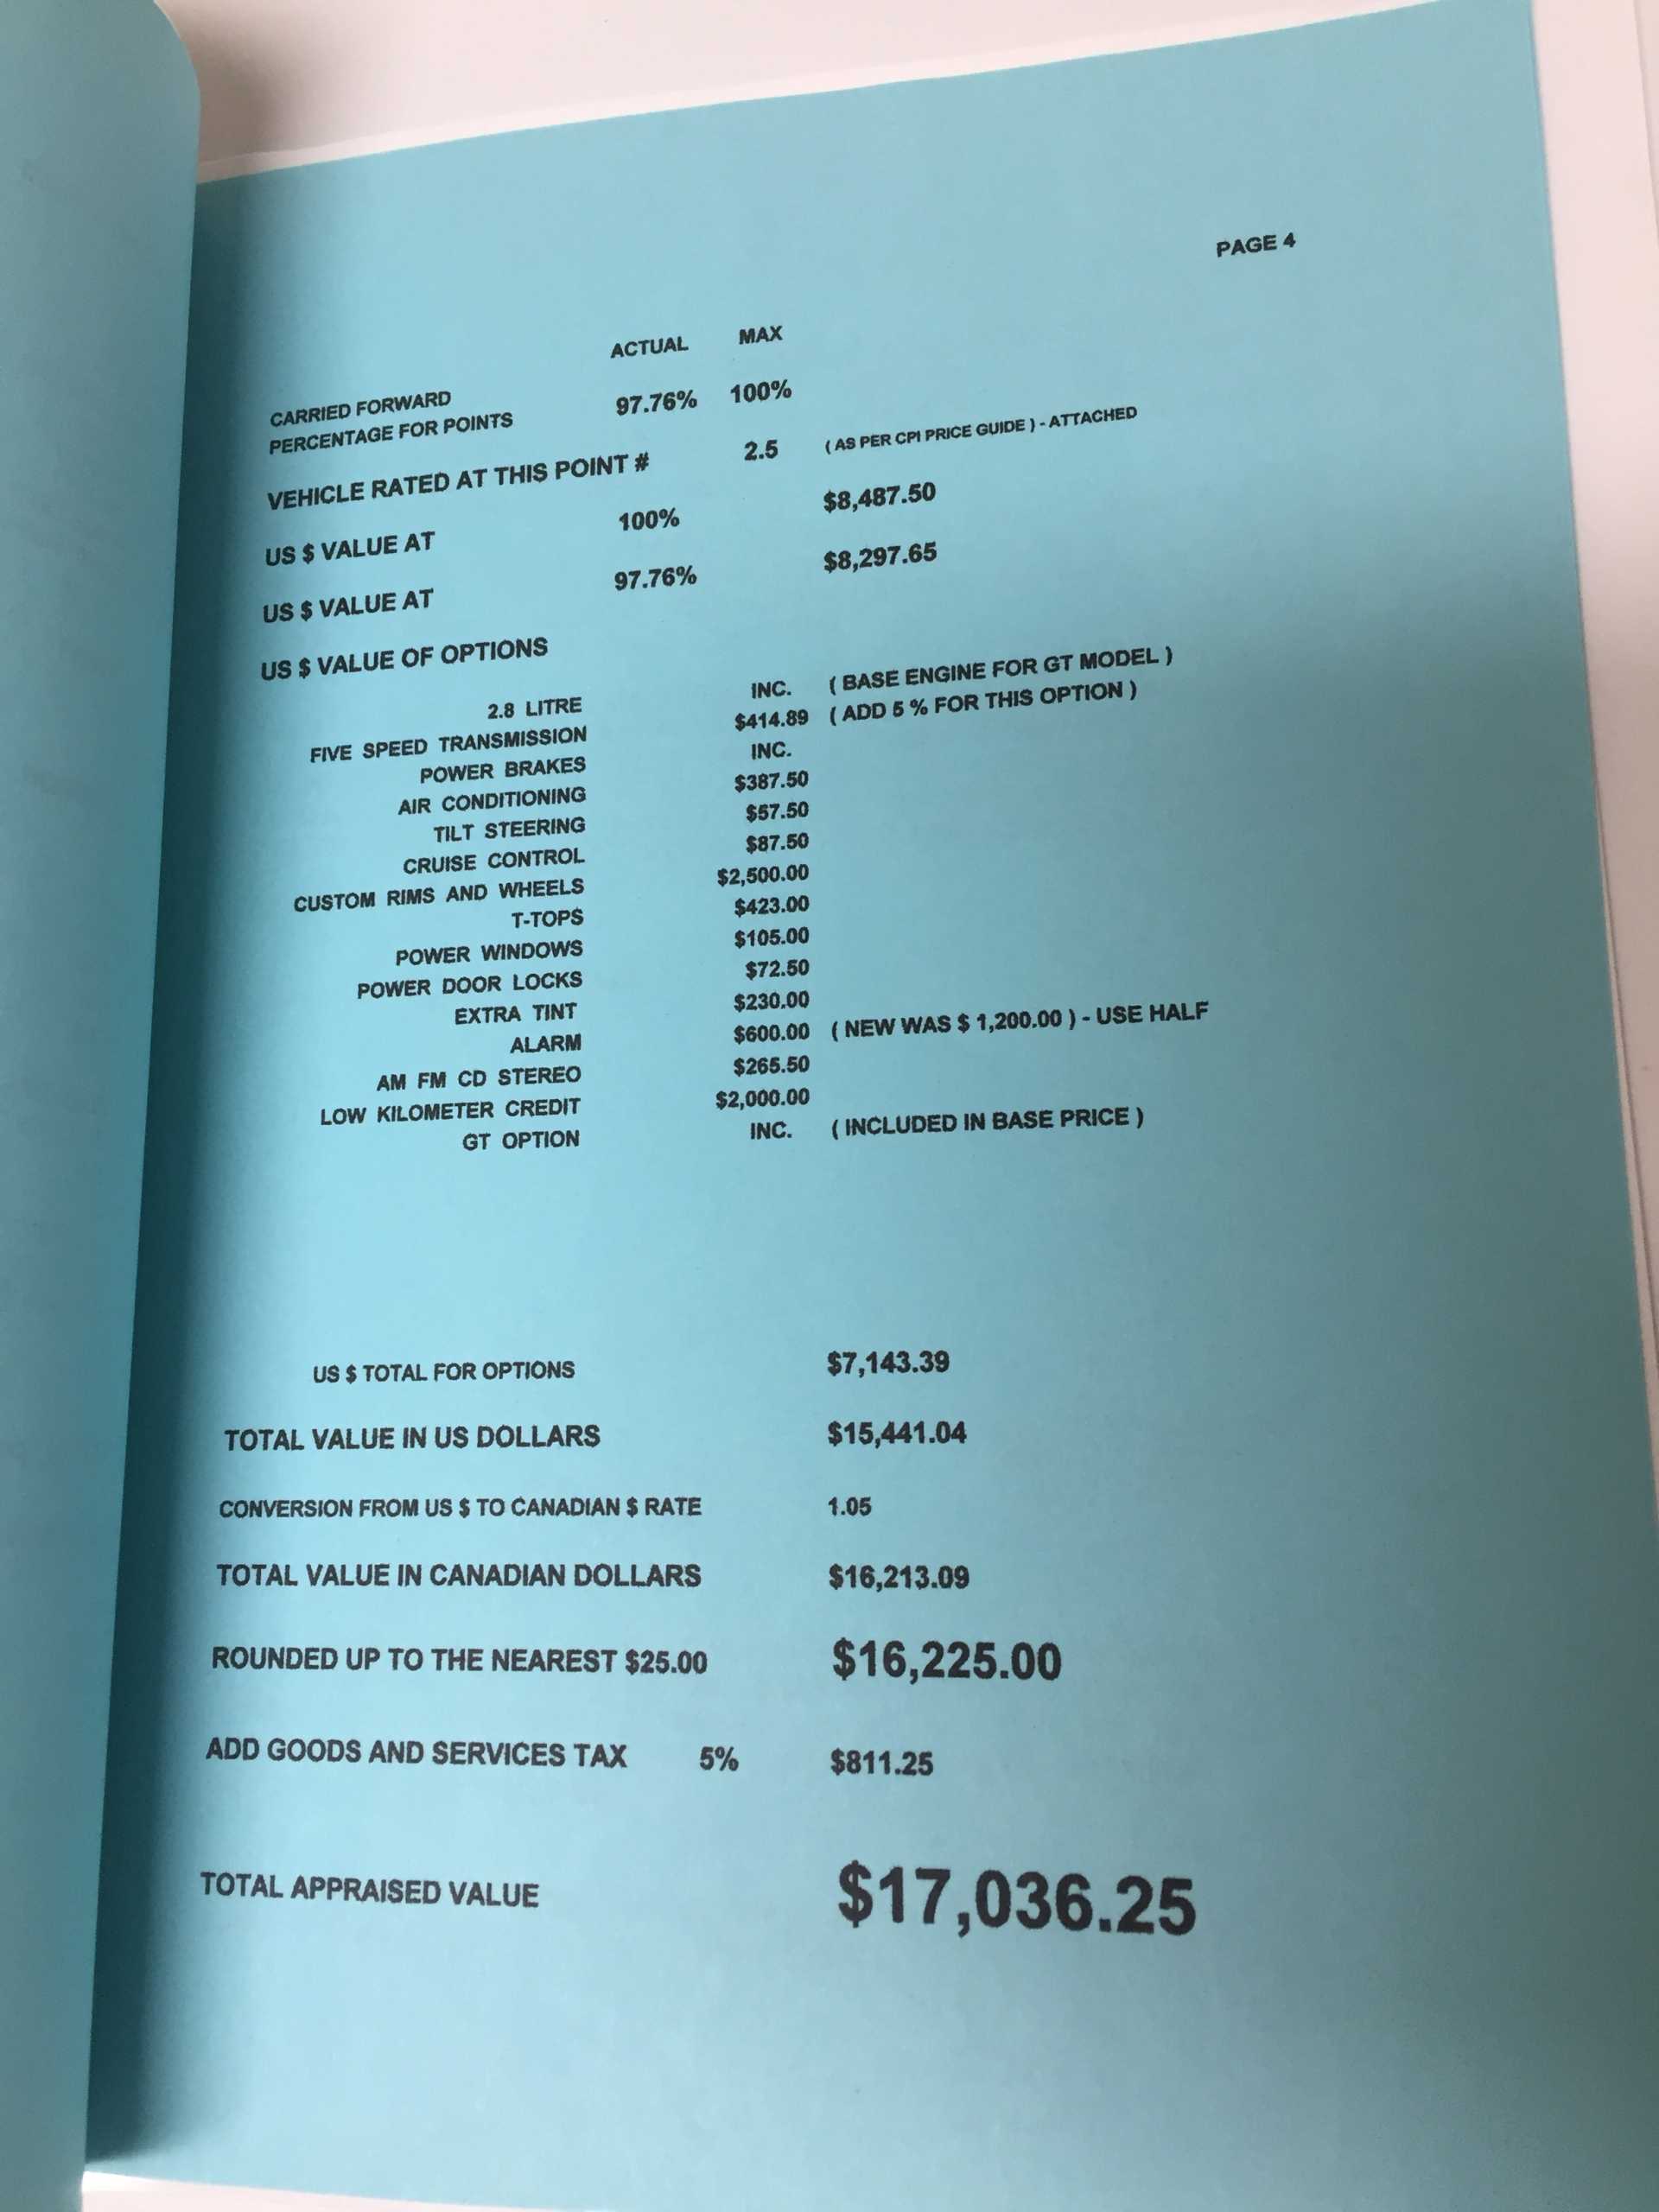 PAGE 4
ACTUAL MAX
CARRIED FORWARD
PERCENTAGE FOR POINTS 97.76% 100%
VEHICLE RATED AT THIS POINT # 2.5 ( AS PER CPI PRICE GUIDE ) - ATTACHED
US $ VALUE AT 100% $8,487.50
US $ VALUE AT 97.76% $8,297.65
US $ VALUE OF OPTIONS
2.8 LITRE INC. ( BASE ENGINE FOR GT MODEL )
FIVE SPEED TRANSMISSION $414.89 ( ADD 5 % FOR THIS OPTION )
POWER BRAKES INC.
AIR CONDITIONING $387.50
TILT STEERING $57.50
CRUISE CONTROL $87.50
CUSTOM RIMS AND WHEELS $2,500.00
T-TOPS $423.00
POWER WINDOWS $105.00
POWER DOOR LOCKS $72.50
EXTRA TINT $230.00
ALARM $600.00 ( NEW WAS $ 1,200.00 ) - USE HALF
AM FM CD STEREO $265.50
LOW KILOMETER CREDIT $2,000.00
GT OPTION INC. ( INCLUDED IN BASE PRICE )
US $ TOTAL FOR OPTIONS $7,143.39
TOTAL VALUE IN US DOLLARS $15,441.04
CONVERSION FROM US $ TO CANADIAN $ RATE 1.05
TOTAL VALUE IN CANADIAN DOLLARS $16,213.09
ROUNDED UP TO THE NEAREST $25.00 $16,225.00
ADD GOODS AND SERVICES TAX 5% $811.25
TOTAL APPRAISED VALUE $17,036.25